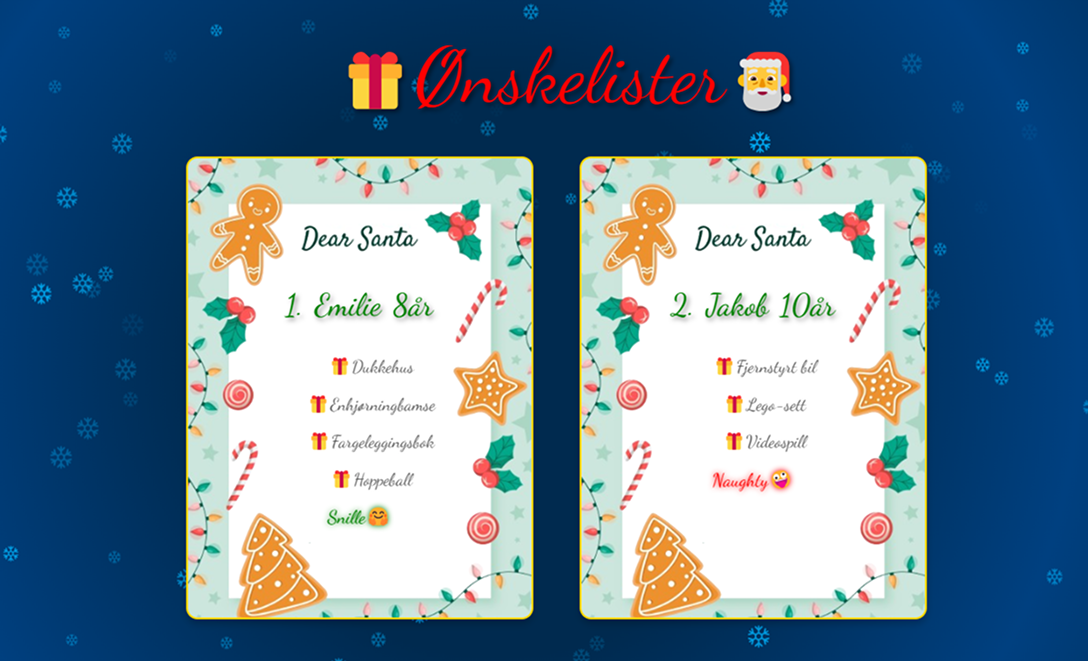 Ønskelister
Dear Santa
1. Emilie 8år
Dukkehus
Enhjørningbamse
Fargeleggingsbok
Hoppeball
Snille
Dear Santa
2. Jakob 10år
Fjernstyrt bil
Lego-sett
Videospill
Naughty